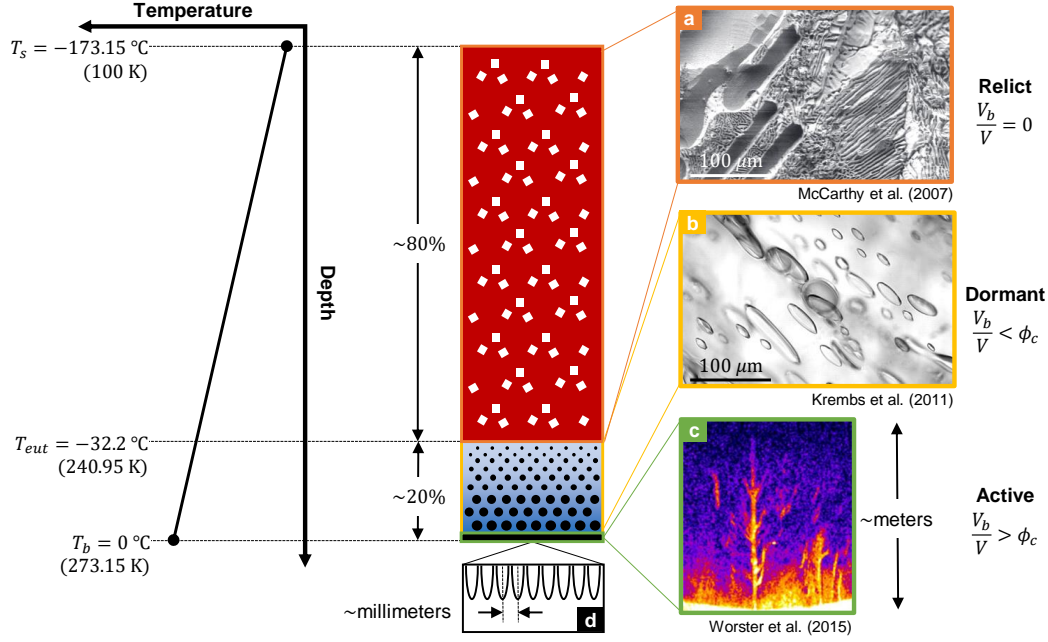 Temperature
T_s = −173.15 ℃
(100 K)
Depth
~80%
T_eut = −32.2 ℃
(240.95 K)
~20%
T_b = 0 ℃
(273.15 K)
~millimeters
d
a
100 μm
McCarthy et al. (2007)
Relict
V_b/V = 0
b
100 μm
Krembs et al. (2011)
Dormant
V_b/V < ϕ_c
c
~meters
Worster et al. (2015)
Active
V_b/V > ϕ_c